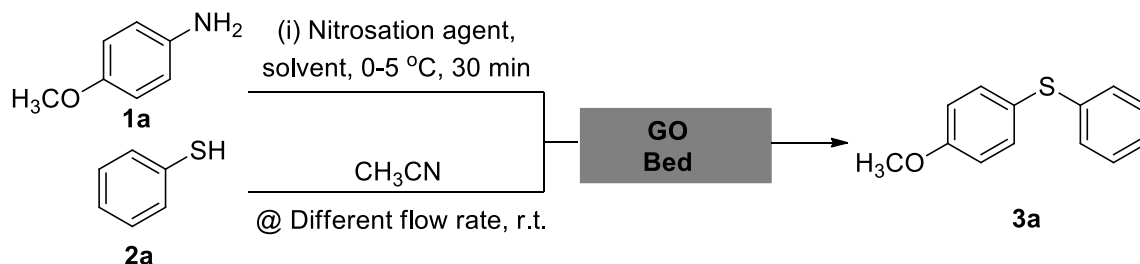 NH2
H3CO
1a
SH
2a
(i) Nitrosation agent,
solvent, 0-5 °C, 30 min
CH3CN
@ Different flow rate, r.t.
GO
Bed
S
H3CO
3a